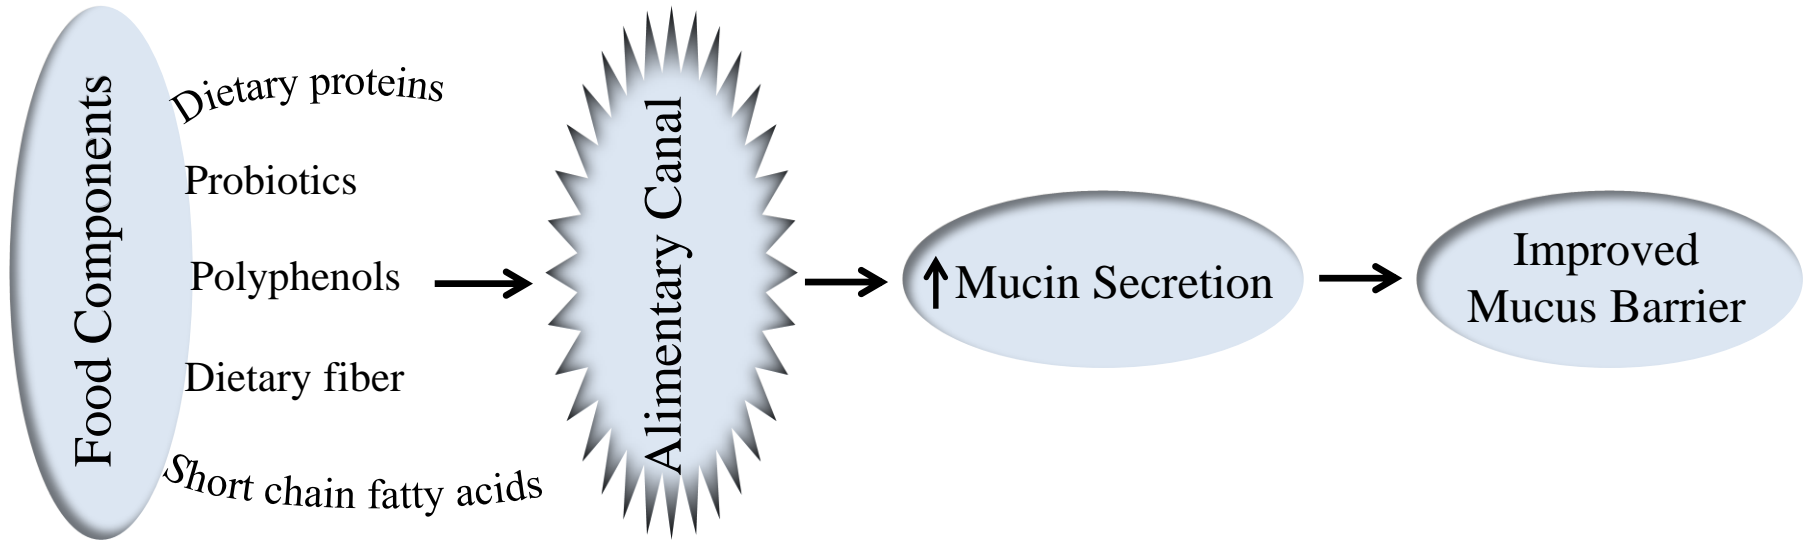 Food Components
Dietary proteins
Probiotics
Polyphenols
Dietary fiber
Short chain fatty acids
Alimentary Canal
↑ Mucin Secretion
Improved
Mucus Barrier